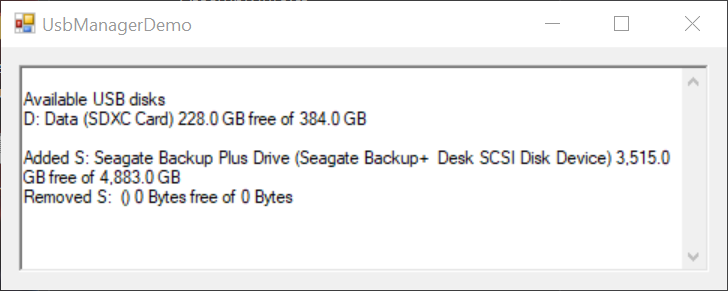 UsbManagerDemo
Available USB disks
D: Data (SDXC Card) 228.0 GB free of 384.0 GB
Added S: Seagate Backup Plus Drive (Seagate Backup+ Desk SCSI Disk Device) 3,515.0
GB free of 4,883.0 GB
Removed S:  () 0 Bytes free of 0 Bytes